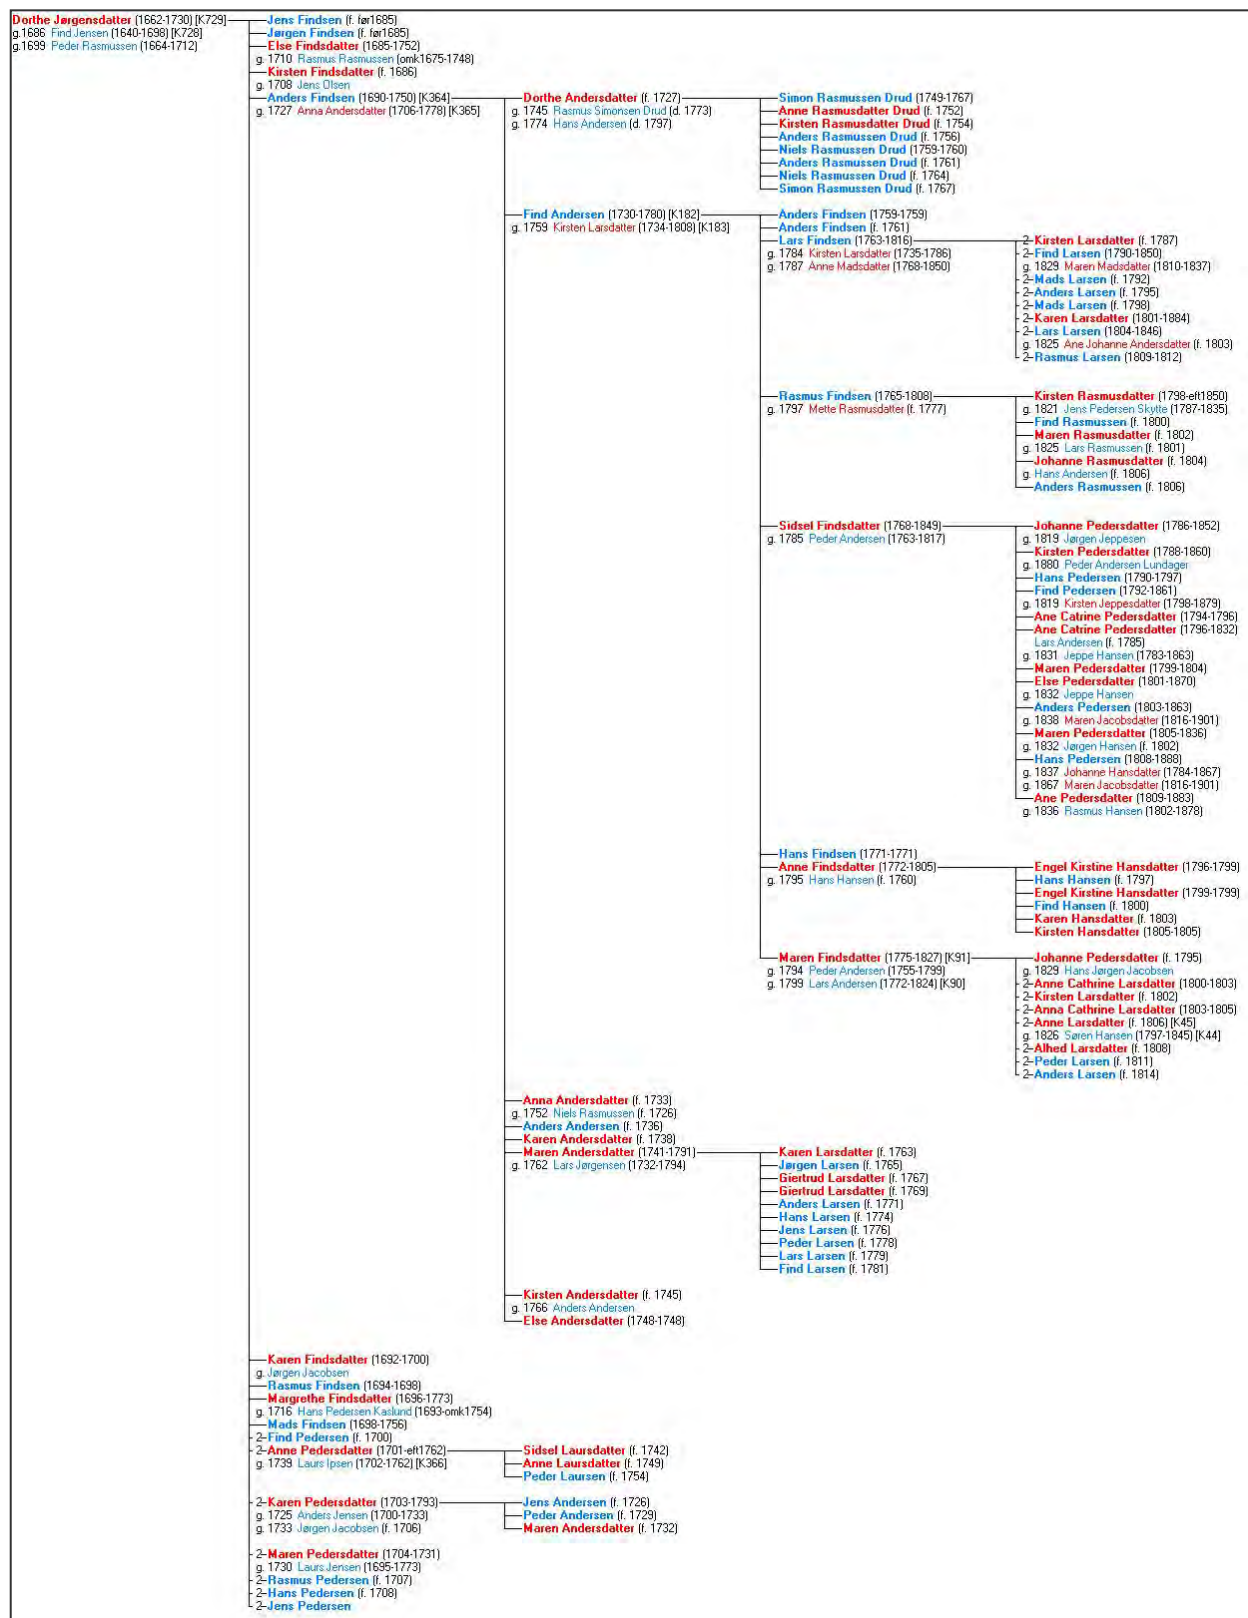 Dorthe Jørgensdatter (1662-1730) [K729]
g.1686 Find Jensen (1640-1698) [K728]
g.1699 Peder Rasmussen (1664-1712)
Jens Findsen (f. før1685)
Jørgen Findsen (f. før1685)
Else Findsdatter (1685-1752)
g. 1710 Rasmus Rasmussen (omk1675-1748)
Kirsten Findsdatter (f. 1686)
g. 1708 Jens Olsen
Anders Findsen (1690-1750) [K364]
g. 1727 Anna Andersdatter (1706-1778) [K365]
Dorthe Andersdatter (f. 1727)
g. 1745 Rasmus Simonsen Drud (d. 1773)
g. 1774 Hans Andersen (d. 1797)
Simon Rasmussen Drud (1749-1767)
Anne Rasmusdatter Drud (f. 1752)
Kirsten Rasmusdatter Drud (f. 1754)
Anders Rasmussen Drud (f. 1756)
Niels Rasmussen Drud (1759-1760)
Anders Rasmussen Drud (f. 1761)
Niels Rasmussen Drud (f. 1764)
Simon Rasmussen Drud (f. 1767)
Find Andersen (1730-1780) [K182]
g. 1759 Kirsten Larsdatter (1734-1808) [K183]
Anders Findsen (1759-1759)
Anders Findsen (f. 1761)
Lars Findsen (1763-1816)
g. 1784 Kirsten Larsdatter (1735-1786)
g. 1787 Anne Madsdatter (1768-1850)
2 Kirsten Larsdatter (f. 1787)
2 Find Larsen (1790-1850)
g. 1829 Maren Madsdatter (1810-1837)
2 Mads Larsen (f. 1792)
2 Anders Larsen (f. 1795)
2 Mads Larsen (f. 1798)
2 Karen Larsdatter (1801-1884)
2 Lars Larsen (1804-1846)
g. 1825 Ane Johanne Andersdatter (f. 1803)
2 Rasmus Larsen (1809-1812)
Rasmus Findsen (1765-1808)
g. 1797 Mette Rasmusdatter (f. 1777)
Kirsten Rasmusdatter (1798-eft1850)
g. 1821 Jens Pedersen Skytte (1787-1835)
Find Rasmussen (f. 1800)
Maren Rasmusdatter (f. 1802)
g. 1825 Lars Rasmussen (f. 1801)
Johanne Rasmusdatter (f. 1804)
g. Hans Andersen (f. 1806)
Anders Rasmussen (f. 1806)
Sidsel Findsdatter (1768-1849)
g. 1785 Peder Andersen (1763-1817)
Johanne Pedersdatter (1786-1852)
g. 1819 Jørgen Jeppesen
Kirsten Pedersdatter (1788-1860)
g. 1880 Peder Andersen Lundager
Hans Pedersen (1790-1797)
Find Pedersen (1792-1861)
g. 1819 Kirsten Jeppesdatter (1798-1879)
Ane Catrine Pedersdatter (1794-1796)
Ane Catrine Pedersdatter (1796-1832)
Lars Andersen (f. 1785)
g. 1831 Jeppe Hansen (1783-1863)
Maren Pedersdatter (1799-1804)
Else Pedersdatter (1801-1870)
g. 1832 Jeppe Hansen
Anders Pedersen (1803-1863)
g. 1838 Maren Jacobsdatter (1816-1901)
Maren Pedersdatter (1805-1836)
g. 1832 Jørgen Hansen (f. 1802)
Hans Pedersen (1808-1888)
g. 1837 Johanne Hansdatter (1784-1867)
g. 1867 Maren Jacobsdatter (1816-1901)
Ane Pedersdatter (1809-1883)
g. 1836 Rasmus Hansen (1802-1878)
Hans Findsen (1771-1771)
Anne Findsdatter (1772-1805)
g. 1795 Hans Hansen (f. 1760)
Engel Kirstine Hansdatter (1796-1799)
Hans Hansen (f. 1797)
Engel Kirstine Hansdatter (1799-1799)
Find Hansen (f. 1800)
Karen Hansdatter (f. 1803)
Kirsten Hansdatter (1805-1805)
Maren Findsdatter (1775-1827) [K91]
g. 1794 Peder Andersen (1755-1799)
g. 1799 Lars Andersen (1772-1824) [K90]
Johanne Pedersdatter (f. 1795)
g. 1829 Hans Jørgen Jacobsen
2 Anne Cathrine Larsdatter (1800-1803)
2 Kirsten Larsdatter (f. 1802)
2 Anna Cathrine Larsdatter (1803-1805)
2 Anne Larsdatter (f. 1806) [K45]
g. 1826 Søren Hansen (1797-1845) [K44]
2 Alhed Larsdatter (f. 1808)
2 Peder Larsen (f. 1811)
2 Anders Larsen (f. 1814)
Anna Andersdatter (f. 1733)
g. 1752 Niels Rasmussen (f. 1726)
Anders Andersen (f. 1736)
Karen Andersdatter (f. 1738)
Maren Andersdatter (1741-1791)
g. 1762 Lars Jørgensen (1732-1794)
Karen Larsdatter (f. 1763)
Jørgen Larsen (f. 1765)
Giertrud Larsdatter (f. 1767)
Giertrud Larsdatter (f. 1769)
Anders Larsen (f. 1771)
Hans Larsen (f. 1774)
Jens Larsen (f. 1776)
Peder Larsen (f. 1778)
Lars Larsen (f. 1779)
Find Larsen (f. 1781)
Kirsten Andersdatter (f. 1745)
g. 1766 Anders Andersen
Else Andersdatter (1748-1748)
Karen Findsdatter (1692-1700)
g. Jørgen Jacobsen
Rasmus Findsen (1694-1698)
Margrethe Findsdatter (1696-1773)
g. 1716 Hans Pedersen Kaslund (1693-omk1754)
Mads Findsen (1698-1756)
2 Find Pedersen (f. 1700)
2 Anne Pedersdatter (1701-eft1762)
g. 1739 Laurs Ipsen (1702-1762) [K366]
Sidsel Laursdatter (f. 1742)
Anne Laursdatter (f. 1749)
Peder Laursen (f. 1754)
2 Karen Pedersdatter (1703-1793)
g. 1725 Anders Jensen (1700-1733)
g. 1733 Jørgen Jacobsen (f. 1706)
Jens Andersen (f. 1726)
Peder Andersen (f. 1729)
Maren Andersdatter (f. 1732)
2 Maren Pedersdatter (1704-1731)
g. 1730 Laurs Jensen (1695-1773)
2 Rasmus Pedersen (f. 1707)
2 Hans Pedersen (f. 1708)
2 Jens Pedersen